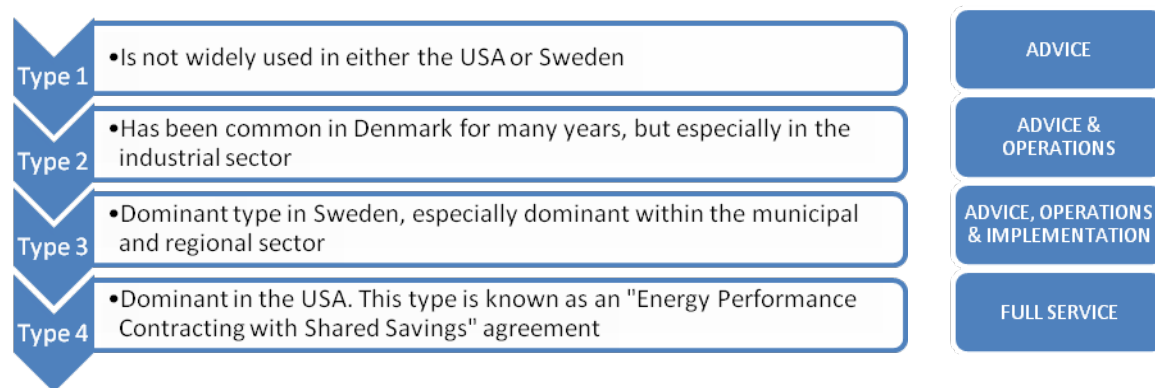 Type 1
•Is not widely used in either the USA or Sweden
ADVICE
Type 2
•Has been common in Denmark for many years, but especially in the
industrial sector
ADVICE &
OPERATIONS
Type 3
•Dominant type in Sweden, especially dominant within the municipal
and regional sector
ADVICE, OPERATIONS
& IMPLEMENTATION
Type 4
•Dominant in the USA. This type is known as an "Energy Performance
Contracting with Shared Savings" agreement
FULL SERVICE